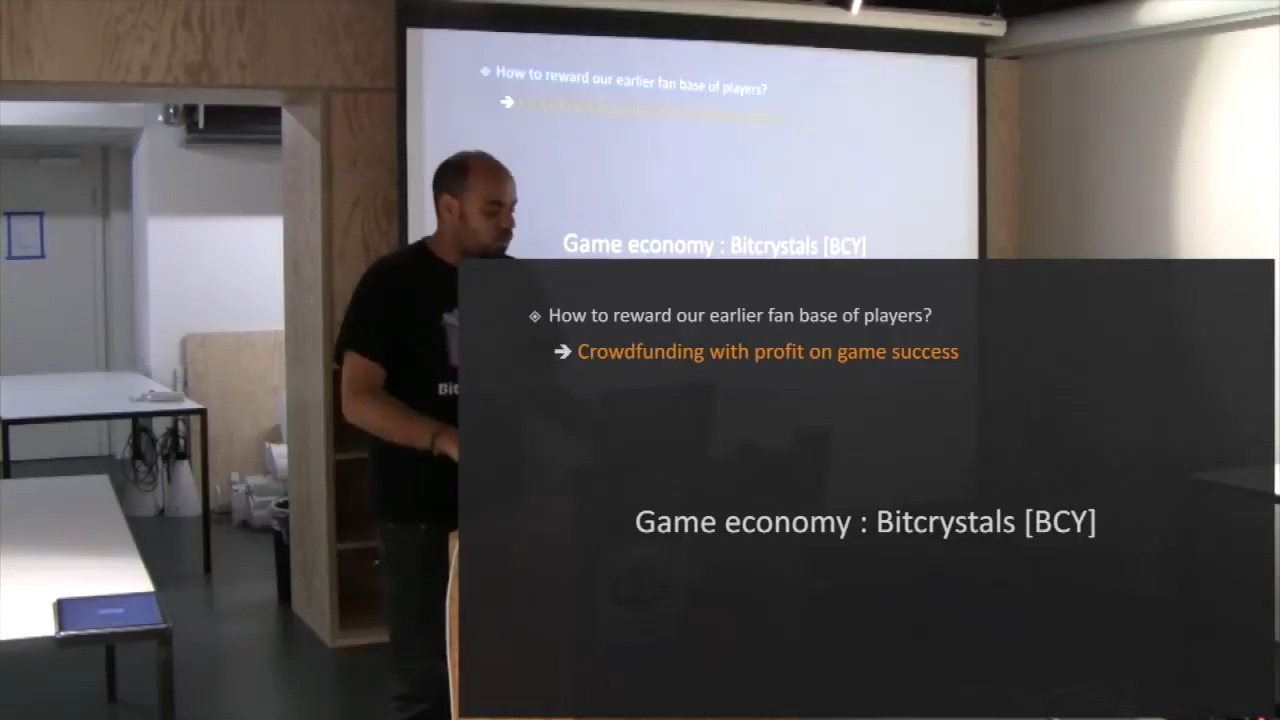 How to reward our earlier fan base of players?
Game economy : Bitcrystals [BCY]
How to reward our earlier fan base of players?
➔ Crowdfunding with profit on game success
Bit
Game economy : Bitcrystals [BCY]